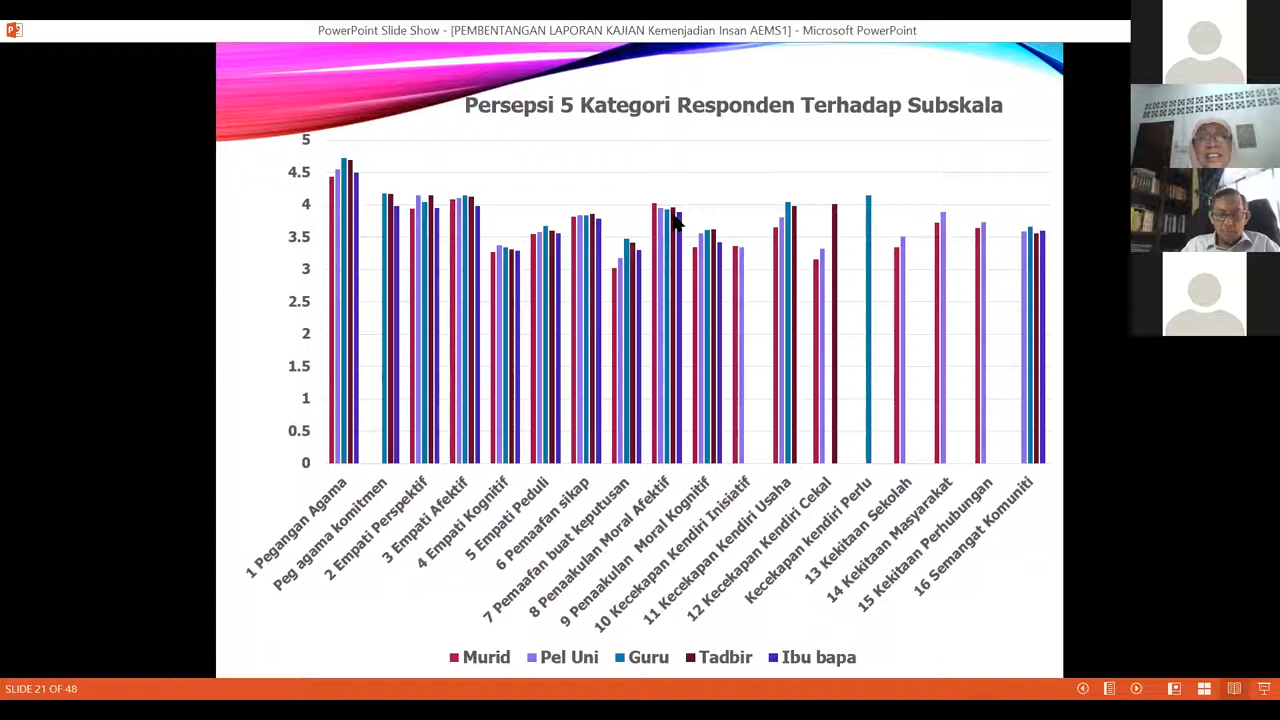 PowerPoint Slide Show - [PEMBENTANGAN LAPORAN KAJIAN Kemenjadian Insan AEMS1] - Microsoft PowerPoint
Persepsi 5 Kategori Responden Terhadap Subskala
5
4.5
4
3.5
3
2.5
2
1.5
1
0.5
0
1 Pegangan Agama
Peg agama komitmen
2 Empati Perspektif
3 Empati Afektif
4 Empati Kognitif
5 Empati Peduli
6 Pemaafan sikap
7 Pemaafan buat keputusan
8 Penaakulan Moral Afektif
9 Penaakulan Moral Kognitif
10 Kecekapan Kendiri Inisiatif
11 Kecekapan Kendiri Usaha
12 Kecekapan Kendiri Cekal
Kecekapan kendiri Perlu
13 Kekitaan Sekolah
14 Kekitaan Masyarakat
15 Kekitaan Perhubungan
16 Semangat Komuniti
Murid Pel Uni Guru Tadbir Ibu bapa
SLIDE 21 OF 48